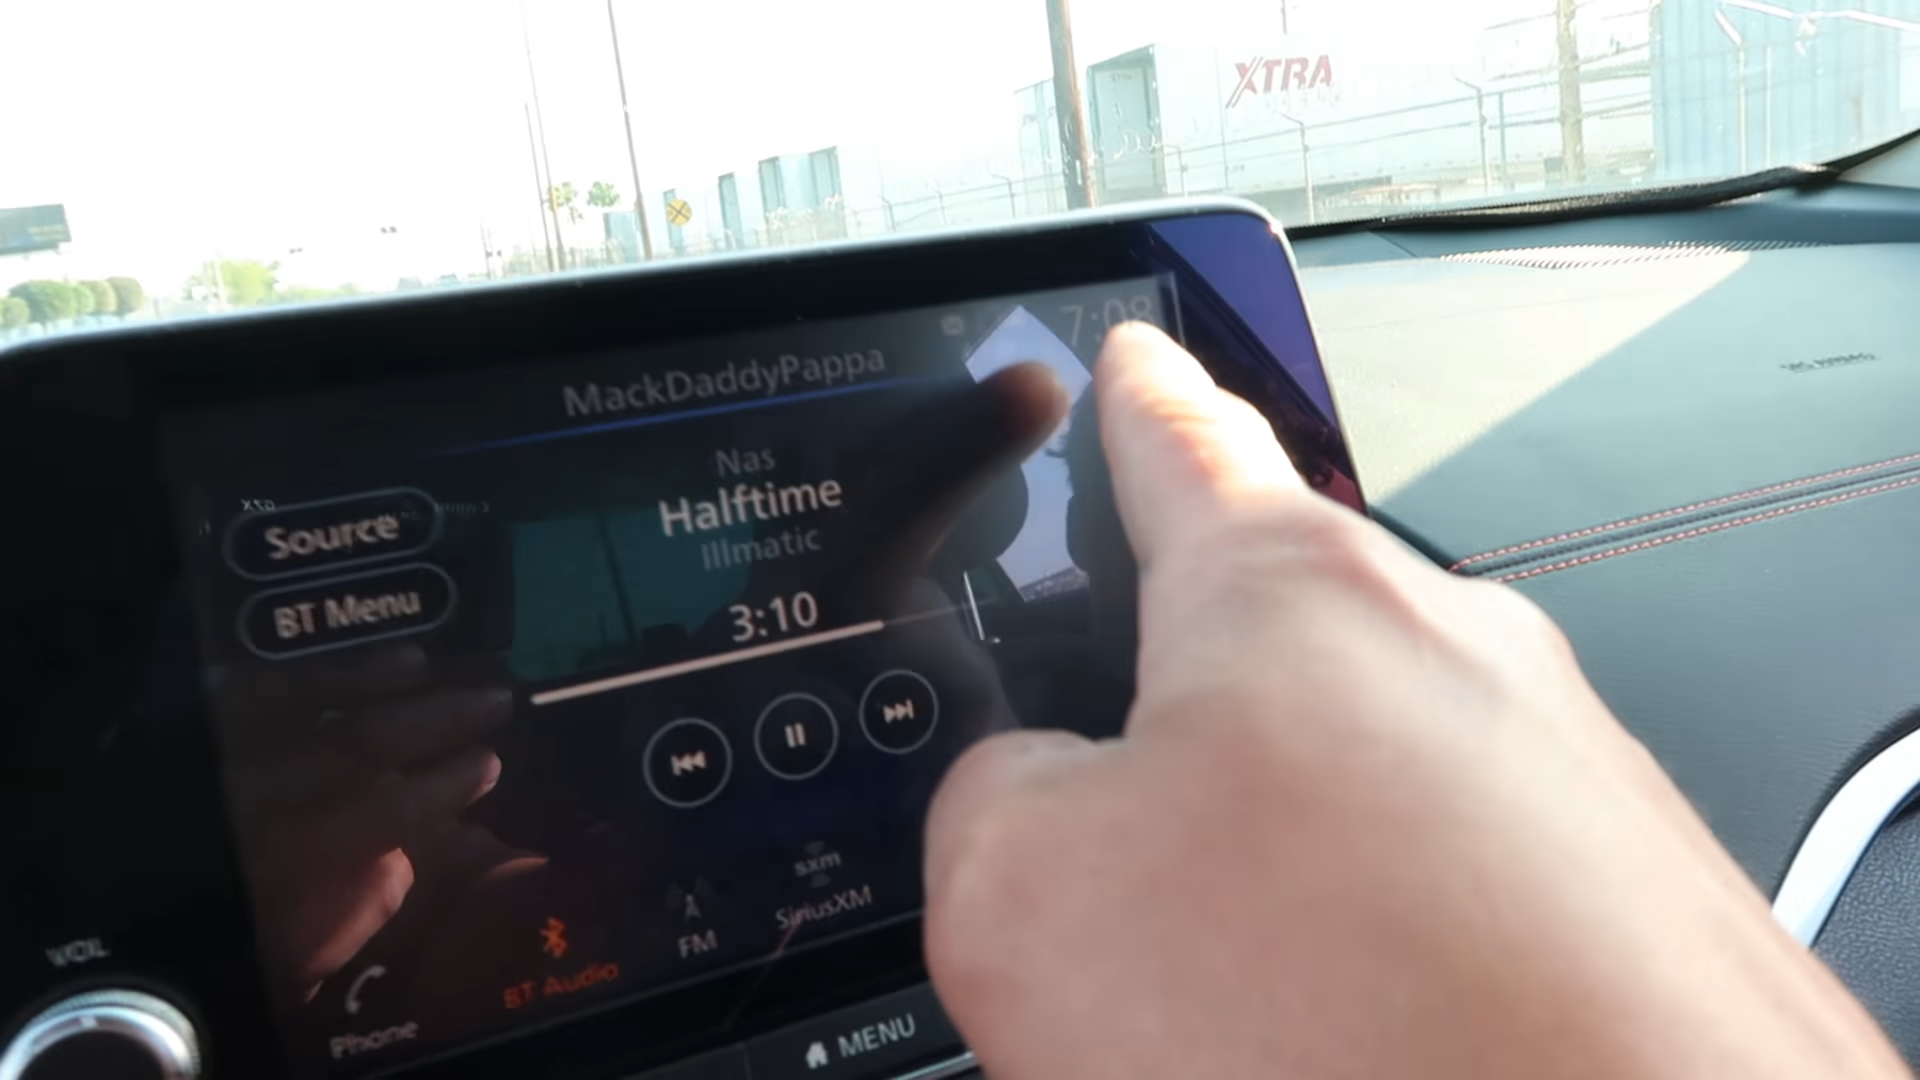 XTRA
7:08
MackDaddyPappa
Nas
Halftime
Illmatic
Source
BT Menu
3:10
sxm
SiriusXM
FM
BT Audio
Phone
VOL
MENU